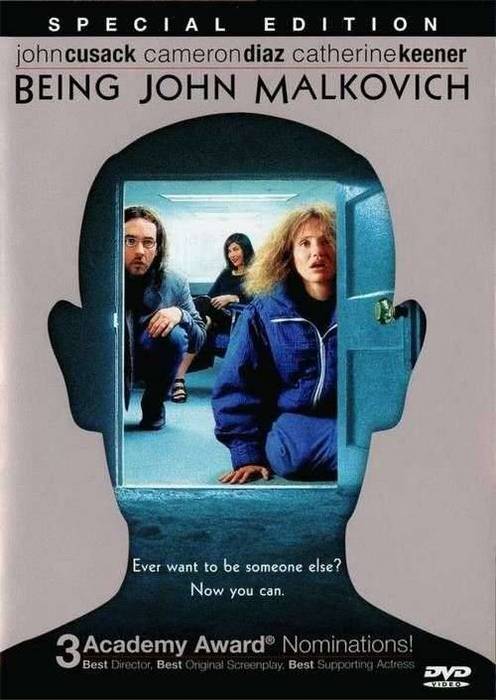 SPECIAL EDITION
johncusack camerondiaz catherinekeener
BEING JOHN MALKOVICH
Ever want to be someone else?
Now you can.
3 Academy Award® Nominations!
Best Director, Best Original Screenplay, Best Supporting Actress
DVD
VIDEO